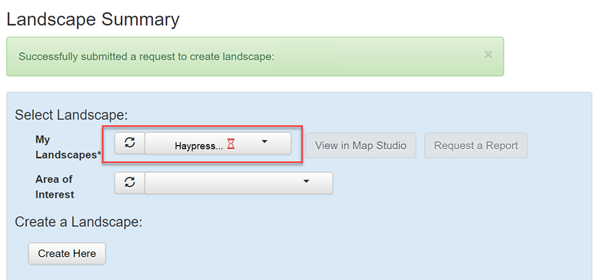 Landscape Summary
Successfully submitted a request to create landscape: ×
Select Landscape:
My Landscapes* Haypress... View in Map Studio Request a Report
Area of Interest
Create a Landscape:
Create Here